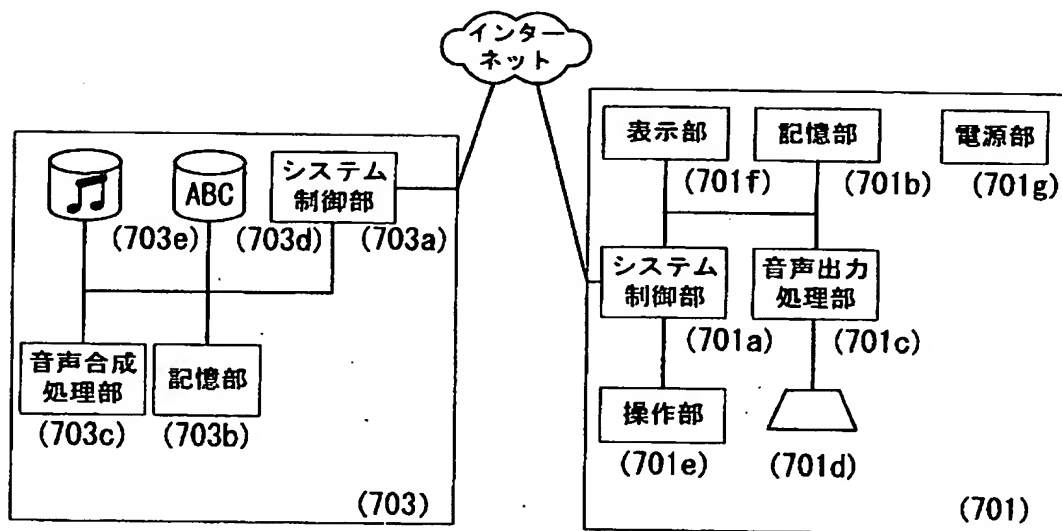 インター
ネット
ABC
システム
制御部
(703e)
(703d)
(703a)
音声合成
処理部
記憶部
(703c)
(703b)
(703)
表示部
記憶部
電源部
(701f)
(701b)
(701g)
システム
制御部
音声出力
処理部
(701a)
(701c)
操作部
(701e)
(701d)
(701)